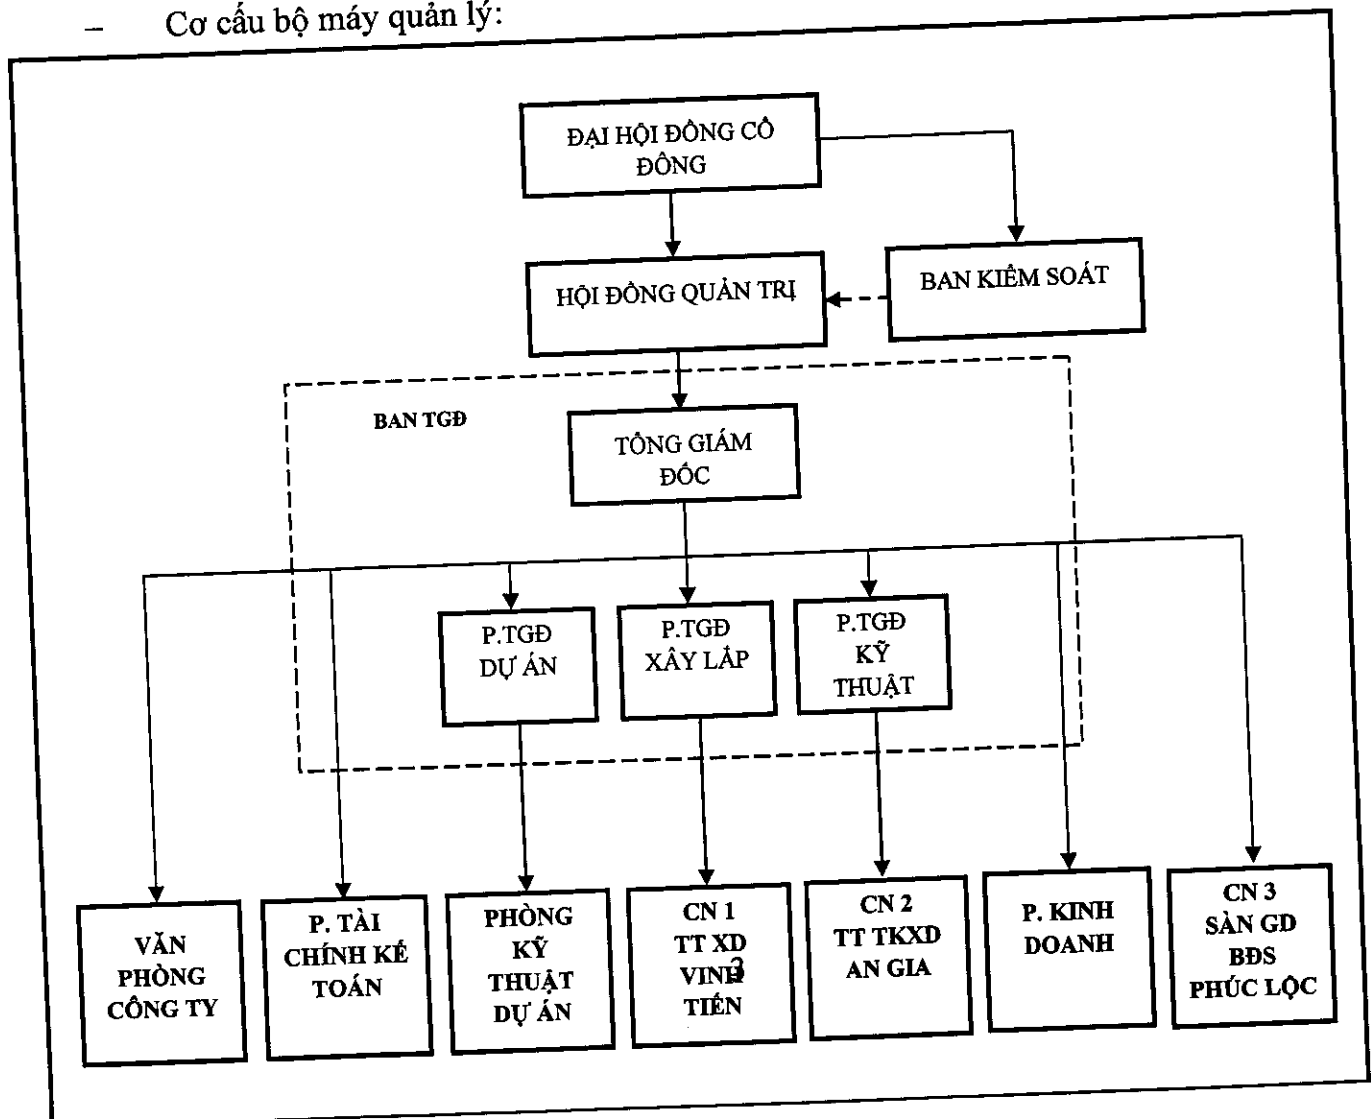 – Cơ cấu bộ máy quản lý:
ĐẠI HỘI ĐỒNG CỔ
ĐÔNG
HỘI ĐỒNG QUẢN TRỊ
BAN KIỂM SOÁT
BAN TGĐ
TỔNG GIÁM
ĐỐC
P.TGĐ
DỰ ÁN
P.TGĐ
XÂY LẮP
P.TGĐ
KỸ
THUẬT
VĂN
PHÒNG
CÔNG TY
P. TÀI
CHÍNH KẾ
TOÁN
PHÒNG
KỸ
THUẬT
DỰ ÁN
CN 1
TT XD
VINH
TIẾN
3
CN 2
TT TKXD
AN GIA
P. KINH
DOANH
CN 3
SÀN GD
BĐS
PHÚC LỘC